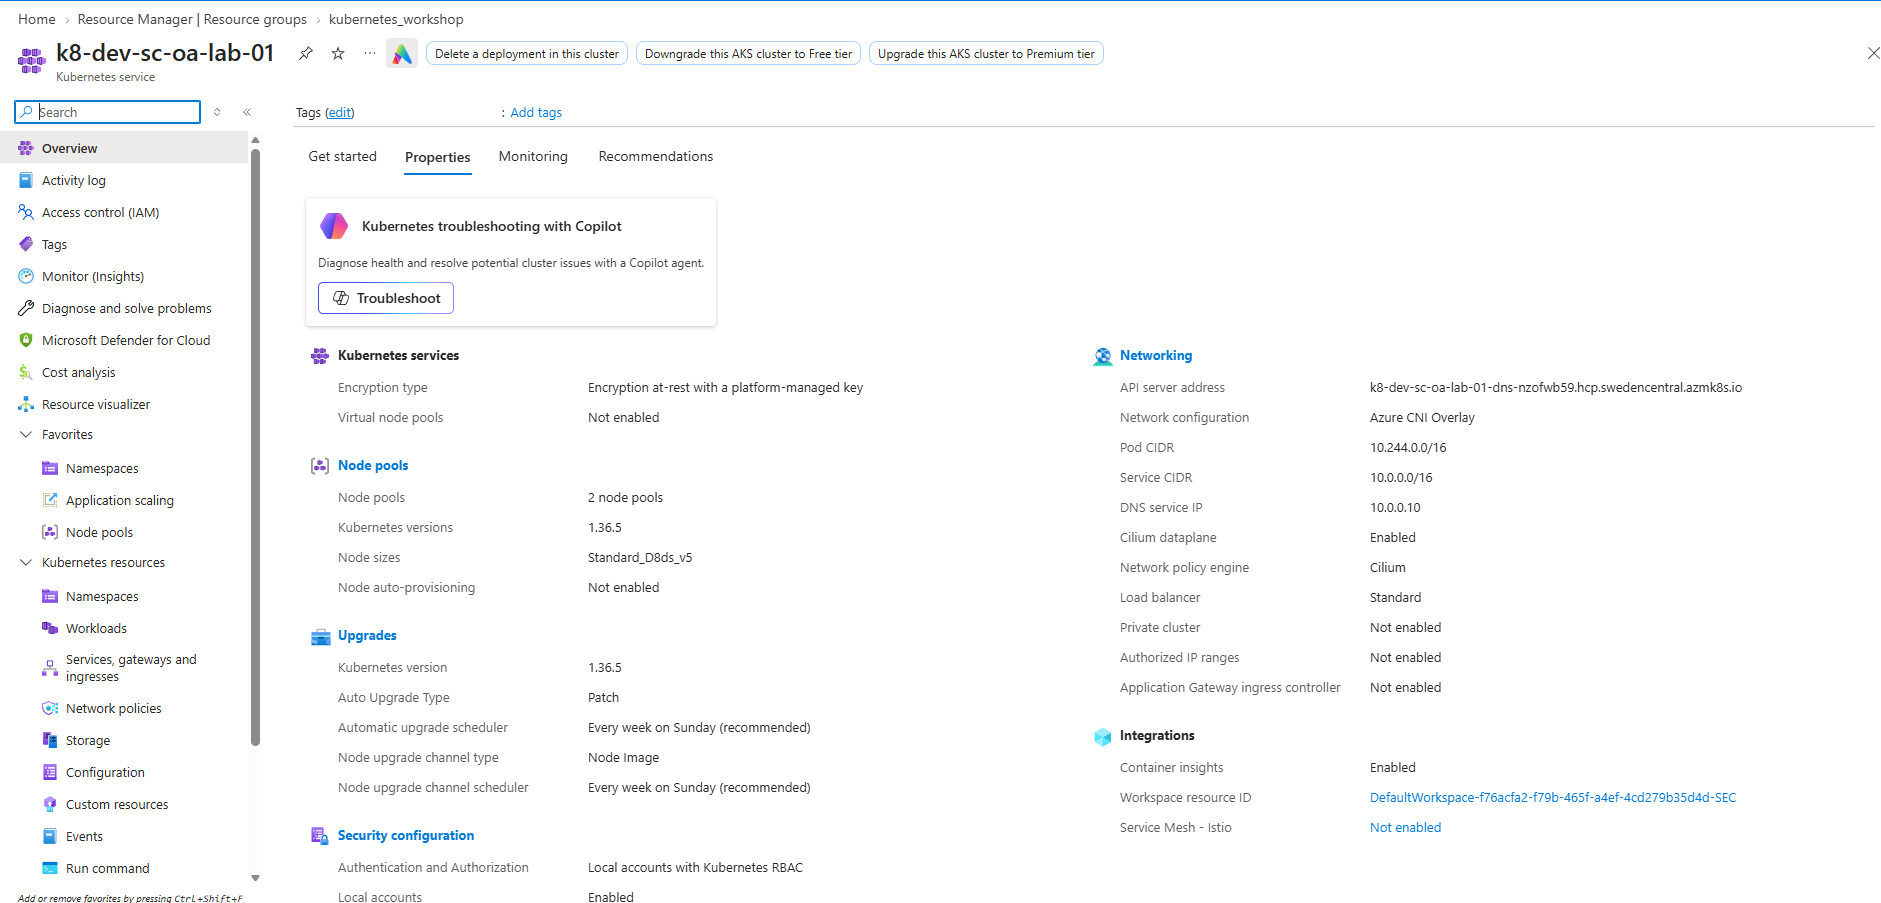 Home > Resource Manager | Resource groups > kubernetes_workshop
k8-dev-sc-oa-lab-01
Kubernetes service
Delete a deployment in this cluster
Downgrade this AKS cluster to Free tier
Upgrade this AKS cluster to Premium tier
Search
Overview
Activity log
Access control (IAM)
Tags
Monitor (Insights)
Diagnose and solve problems
Microsoft Defender for Cloud
Cost analysis
Resource visualizer
Favorites
Namespaces
Application scaling
Node pools
Kubernetes resources
Namespaces
Workloads
Services, gateways and
ingresses
Network policies
Storage
Configuration
Custom resources
Events
Run command
Add or remove favorites by pressing Ctrl+Shift+F
Tags (edit) : Add tags
Get started Properties Monitoring Recommendations
Kubernetes troubleshooting with Copilot
Diagnose health and resolve potential cluster issues with a Copilot agent.
Troubleshoot
Kubernetes services
Encryption type Encryption at-rest with a platform-managed key
Virtual node pools Not enabled
Node pools
Node pools 2 node pools
Kubernetes versions 1.36.5
Node sizes Standard_D8ds_v5
Node auto-provisioning Not enabled
Upgrades
Kubernetes version 1.36.5
Auto Upgrade Type Patch
Automatic upgrade scheduler Every week on Sunday (recommended)
Node upgrade channel type Node Image
Node upgrade channel scheduler Every week on Sunday (recommended)
Security configuration
Authentication and Authorization Local accounts with Kubernetes RBAC
Local accounts Enabled
Networking
API server address k8-dev-sc-oa-lab-01-dns-nzofwb59.hcp.swedencentral.azmk8s.io
Network configuration Azure CNI Overlay
Pod CIDR 10.244.0.0/16
Service CIDR 10.0.0.0/16
DNS service IP 10.0.0.10
Cilium dataplane Enabled
Network policy engine Cilium
Load balancer Standard
Private cluster Not enabled
Authorized IP ranges Not enabled
Application Gateway ingress controller Not enabled
Integrations
Container insights Enabled
Workspace resource ID DefaultWorkspace-f76acfa2-f79b-465f-a4ef-4cd279b35d4d-SEC
Service Mesh - Istio Not enabled